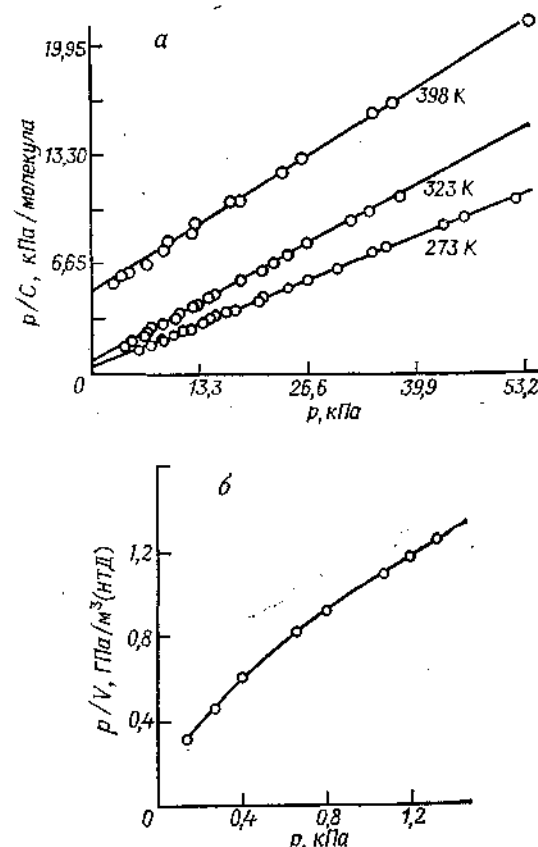 а
19,95
13,30
6,65
0
p/C, кПа/молекула
398 К
323 К
273 К
13,3
26,6
39,9
53,2
p, кПа
б
1,2
0,8
0,4
0
p/V, ГПа/м³(НТД)
0,4
0,8
1,2
p, кПа